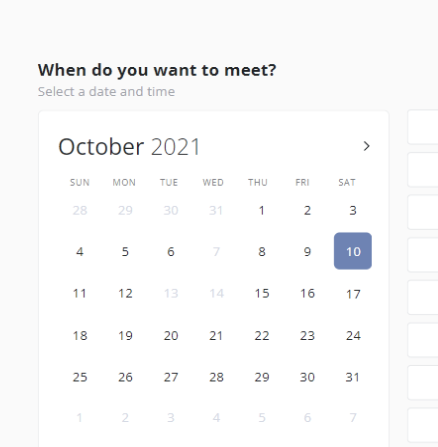 When do you want to meet?
Select a date and time
October 2021
SUN MON TUE WED THU FRI SAT
28 29 30 31 1 2 3
4 5 6 7 8 9 10
11 12 13 14 15 16 17
18 19 20 21 22 23 24
25 26 27 28 29 30 31
1 2 3 4 5 6 7